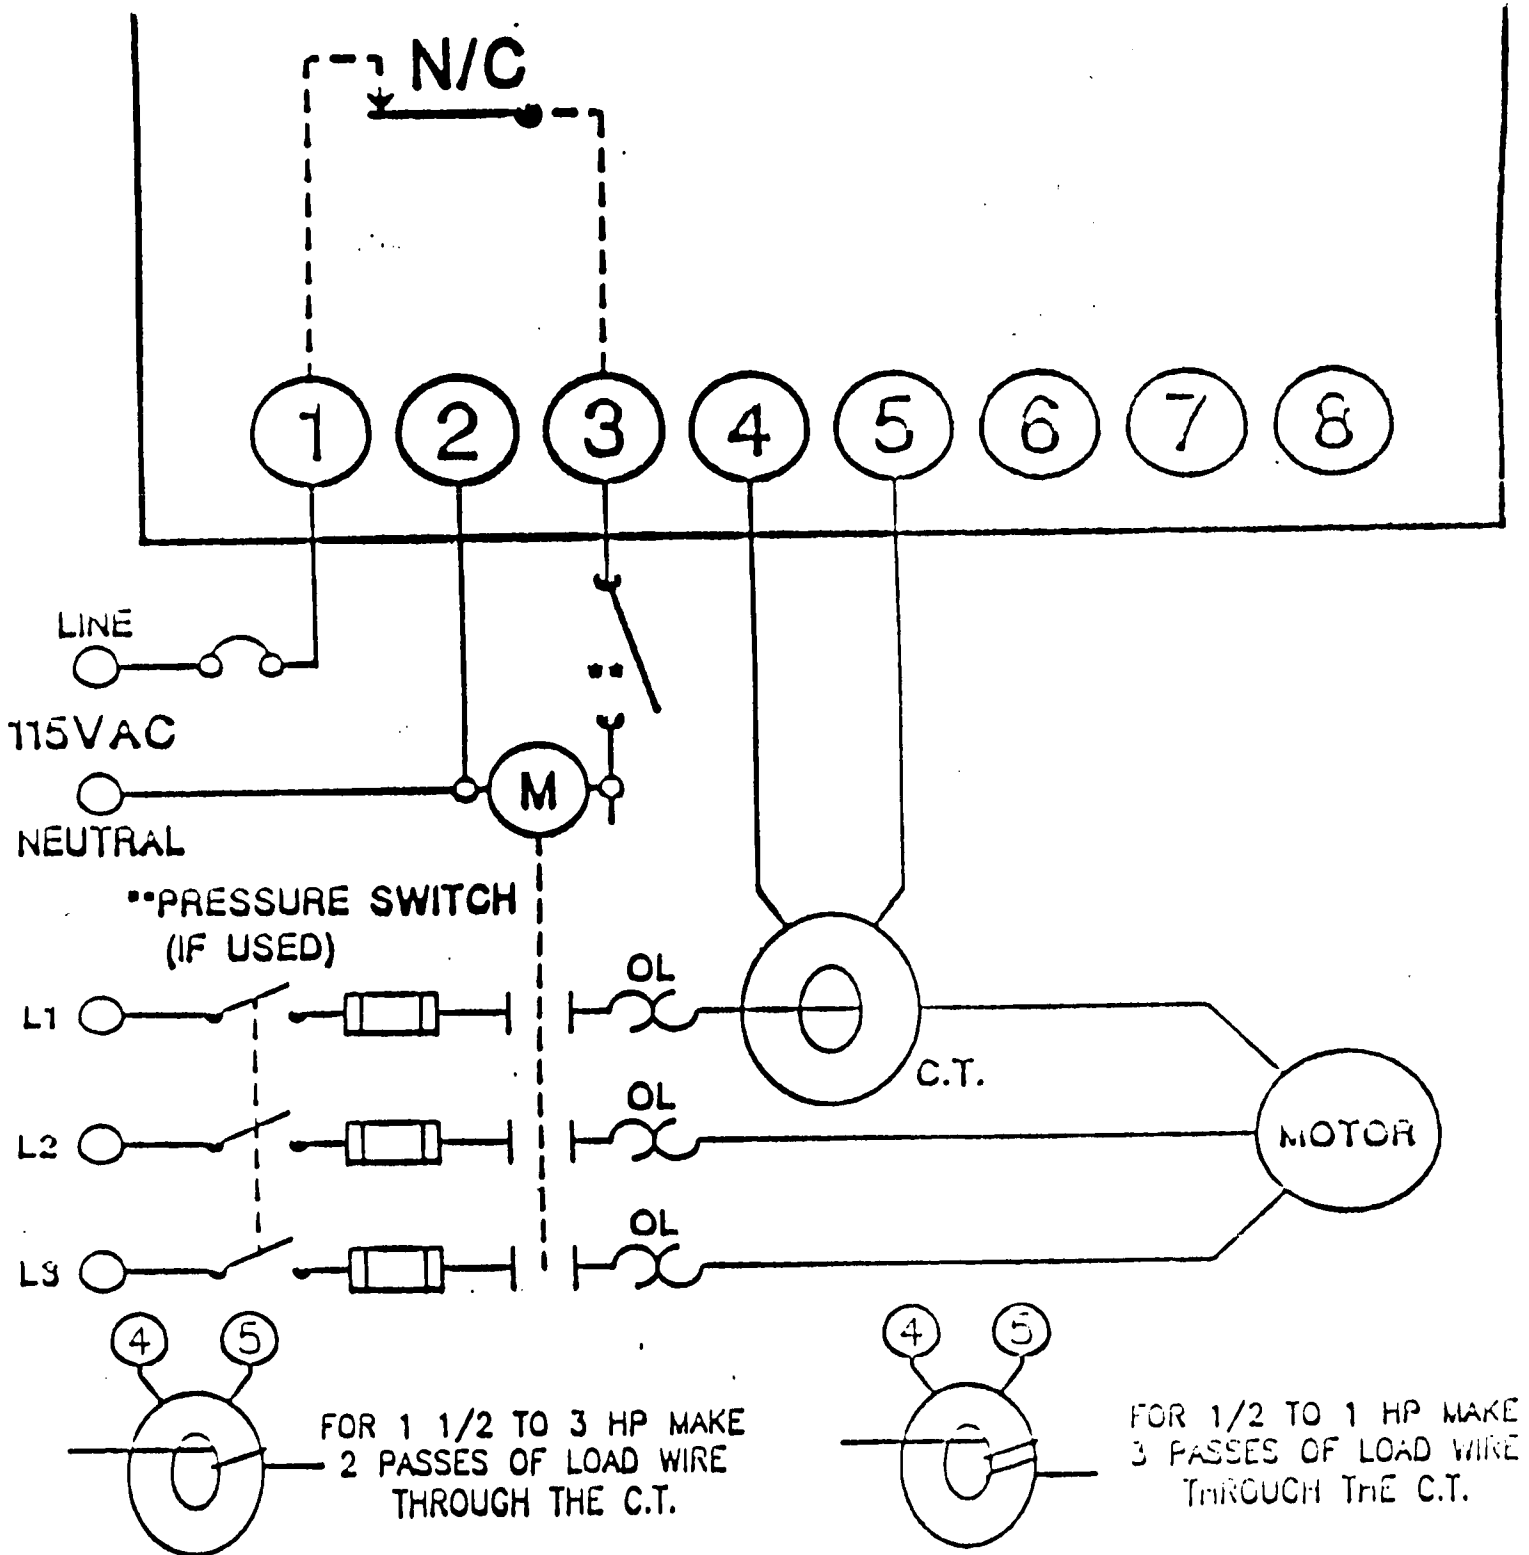 N/C
1 2 3 4 5 6 7 8
LINE
115VAC
NEUTRAL
M
**
**PRESSURE SWITCH
(IF USED)
L1
OL
C.T.
L2
OL
MOTOR
L3
OL
4 5
FOR 1 1/2 TO 3 HP MAKE
2 PASSES OF LOAD WIRE
THROUGH THE C.T.
4 5
FOR 1/2 TO 1 HP MAKE
3 PASSES OF LOAD WIRE
THROUGH THE C.T.